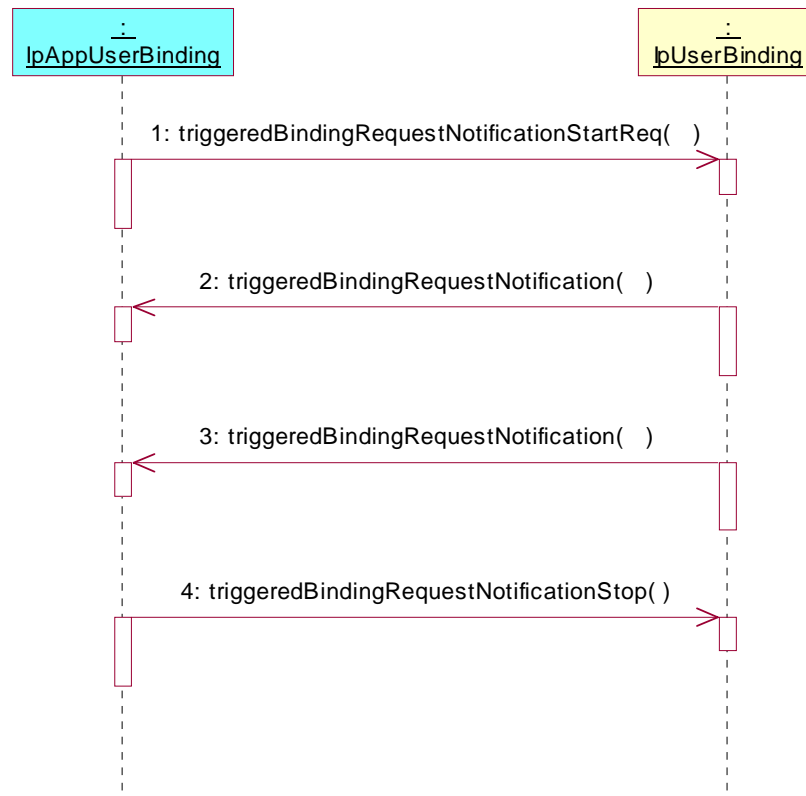 :
IpAppUserBinding
:
IpUserBinding
1: triggeredBindingRequestNotificationStartReq( )
2: triggeredBindingRequestNotification( )
3: triggeredBindingRequestNotification( )
4: triggeredBindingRequestNotificationStop( )